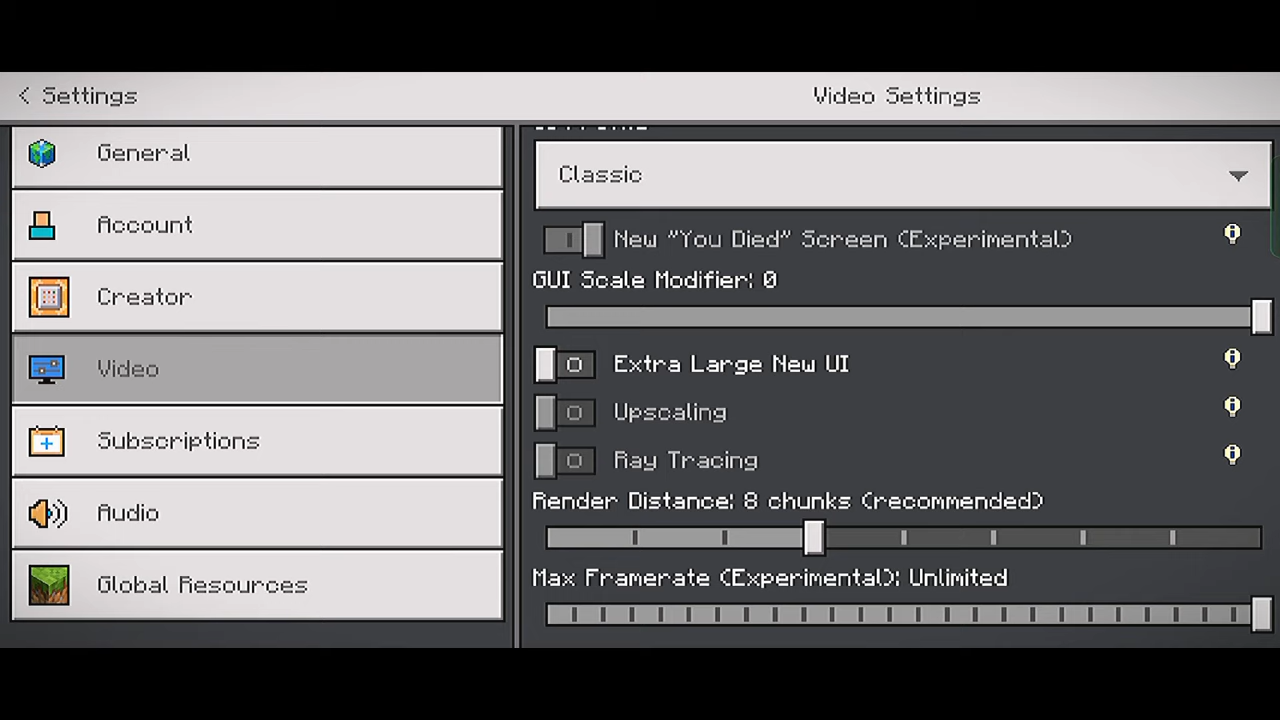 Settings
Video Settings
General
Account
Creator
Video
Subscriptions
Audio
Global Resources
Classic
New "You Died" Screen (Experimental)
GUI Scale Modifier: 0
Extra Large New UI
Upscaling
Ray Tracing
Render Distance: 8 chunks (recommended)
Max Framerate (Experimental): Unlimited